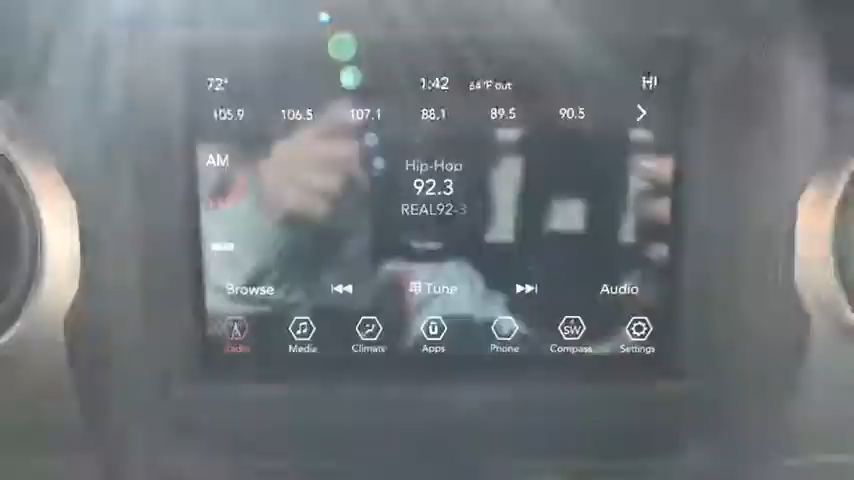 72° 1:42 64°F out HI
105.9 106.5 107.1 88.1 89.5 90.5
AM
Hip-Hop
92.3
REAL92-3
Browse Tune Audio
Radio Media Climate Apps Phone SW Compass Settings